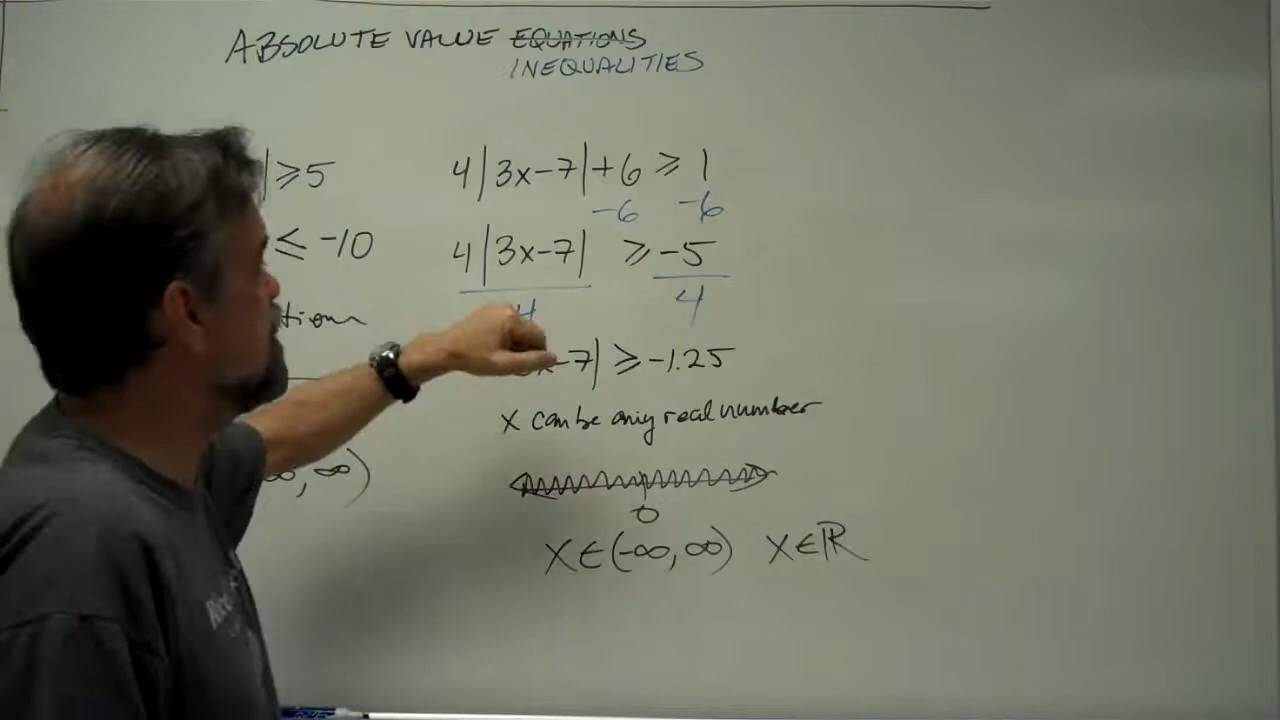 ABSOLUTE VALUE EQUATIONS
INEQUALITIES
| ≥ 5
≤ -10
∞, ∞)
4|3x-7|+6 ≥ 1
-6 -6
4|3x-7| ≥ -5
4 4
-7| ≥ -1.25
x can be any real number
0
X∈(-∞, ∞) X∈ℝ